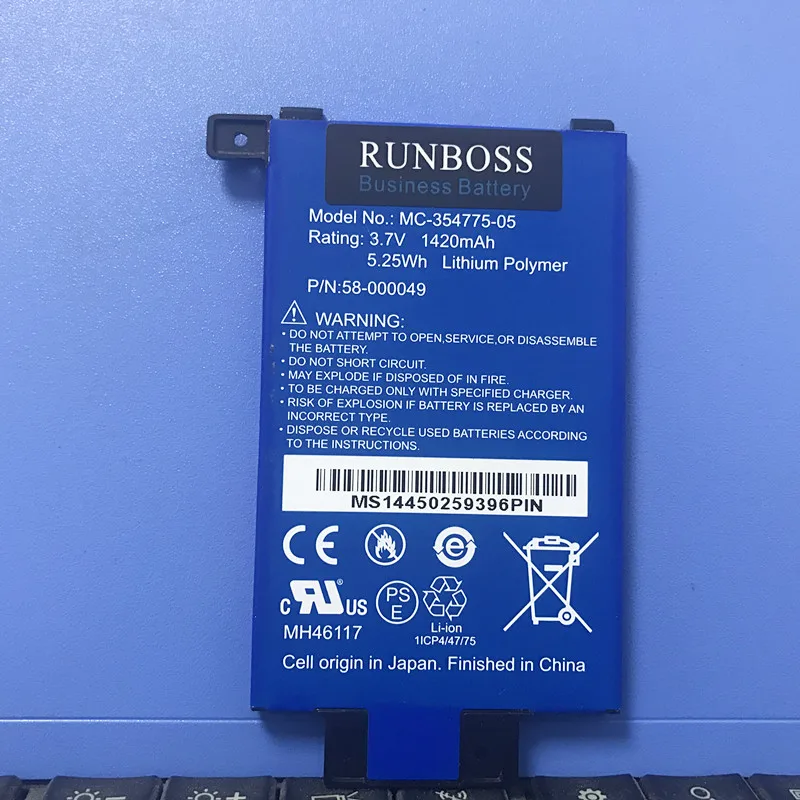 RUNBOSS
Business Battery
Model No.: MC-354775-05
Rating: 3.7V 1420mAh
5.25Wh Lithium Polymer
P/N:58-000049
WARNING:
• DO NOT ATTEMPT TO OPEN,SERVICE,OR DISASSEMBLE
THE BATTERY.
• DO NOT SHORT CIRCUIT.
• MAY EXPLODE IF DISPOSED OF IN FIRE.
• TO BE CHARGED ONLY WITH SPECIFIED CHARGER.
• RISK OF EXPLOSION IF BATTERY IS REPLACED BY AN
INCORRECT TYPE.
• DISPOSE OR RECYCLE USED BATTERIES ACCORDING
TO THE INSTRUCTIONS.
MS14450259396PIN
CE
e
c RU US
PS
E
MH46117
Li-ion
1ICP4/47/75
Cell origin in Japan. Finished in China